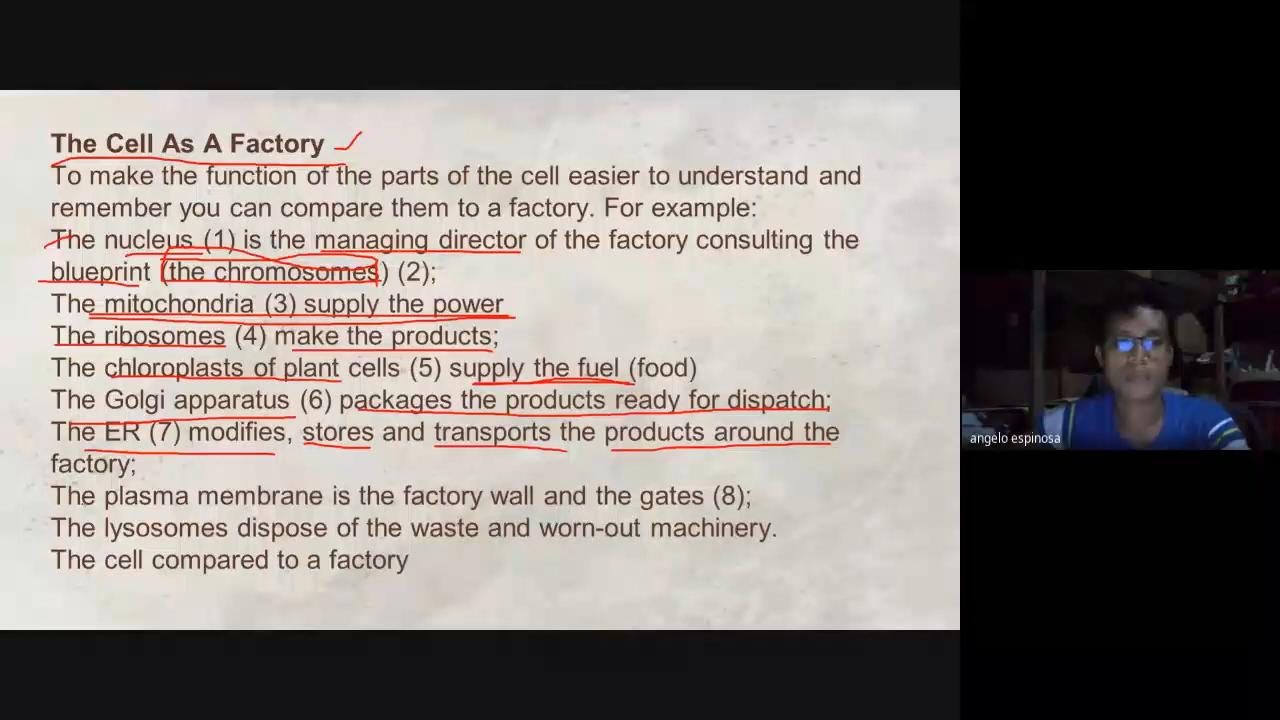 The Cell As A Factory
To make the function of the parts of the cell easier to understand and
remember you can compare them to a factory. For example:
The nucleus (1) is the managing director of the factory consulting the
blueprint (the chromosomes) (2);
The mitochondria (3) supply the power
The ribosomes (4) make the products;
The chloroplasts of plant cells (5) supply the fuel (food)
The Golgi apparatus (6) packages the products ready for dispatch;
The ER (7) modifies, stores and transports the products around the
factory;
The plasma membrane is the factory wall and the gates (8);
The lysosomes dispose of the waste and worn-out machinery.
The cell compared to a factory
angelo espinosa